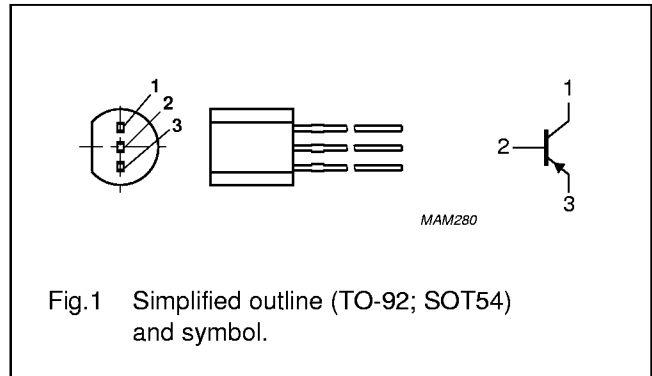 1
2
3
1
2
3
MAM280
Fig.1 Simplified outline (TO-92; SOT54)
and symbol.